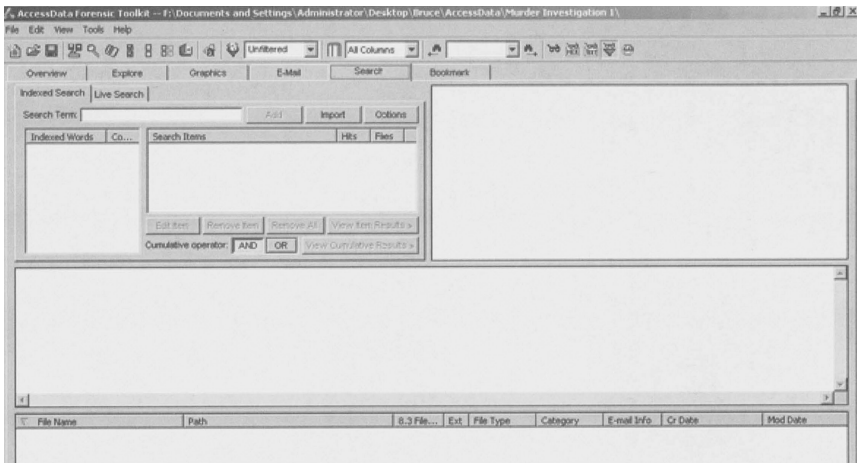 AccessData Forensic Toolkit -- F:\Documents and Settings\Administrator\Desktop\Bruce\AccessData\Murder Investigation 1\
File Edit View Tools Help
Unfiltered All Columns
Overview Explore Graphics E-Mail Search Bookmark
Indexed Search Live Search
Search Term: Add Import Options
Indexed Words Co... Search Items Hits Files
Edit Item Remove Item Remove All View Item Results »
Cumulative operator: AND OR View Cumulative Results »
File Name Path 8.3 File... Ext File Type Category E-mail Info Cr Date Mod Date